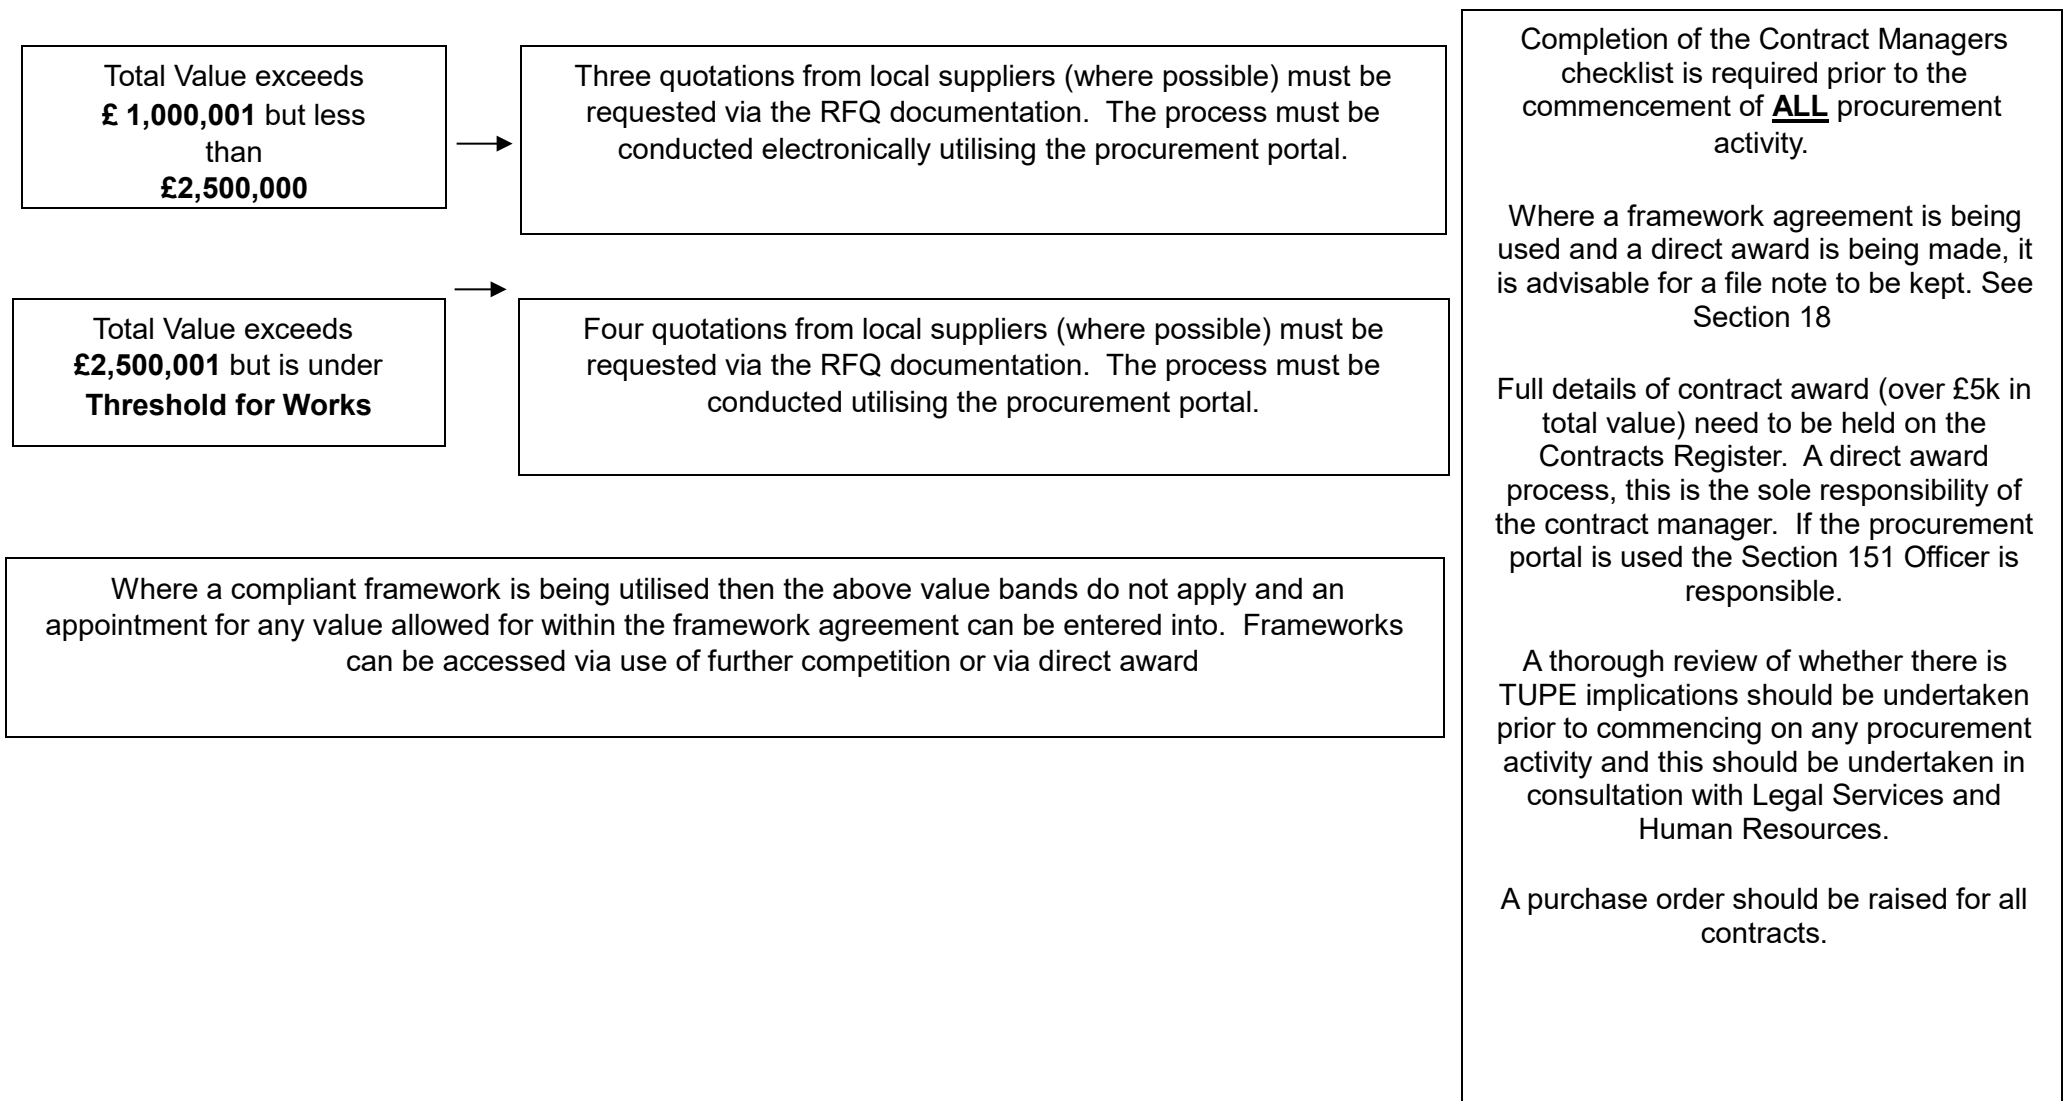 Total Value exceeds
£ 1,000,001 but less
than
£2,500,000
Three quotations from local suppliers (where possible) must be
requested via the RFQ documentation.  The process must be
conducted electronically utilising the procurement portal.
Total Value exceeds
£2,500,001 but is under
Threshold for Works
Four quotations from local suppliers (where possible) must be
requested via the RFQ documentation.  The process must be
conducted utilising the procurement portal.
Where a compliant framework is being utilised then the above value bands do not apply and an
appointment for any value allowed for within the framework agreement can be entered into.  Frameworks
can be accessed via use of further competition or via direct award
Completion of the Contract Managers
checklist is required prior to the
commencement of ALL procurement
activity.
Where a framework agreement is being
used and a direct award is being made, it
is advisable for a file note to be kept. See
Section 18
Full details of contract award (over £5k in
total value) need to be held on the
Contracts Register.  A direct award
process, this is the sole responsibility of
the contract manager.  If the procurement
portal is used the Section 151 Officer is
responsible.
A thorough review of whether there is
TUPE implications should be undertaken
prior to commencing on any procurement
activity and this should be undertaken in
consultation with Legal Services and
Human Resources.
A purchase order should be raised for all
contracts.